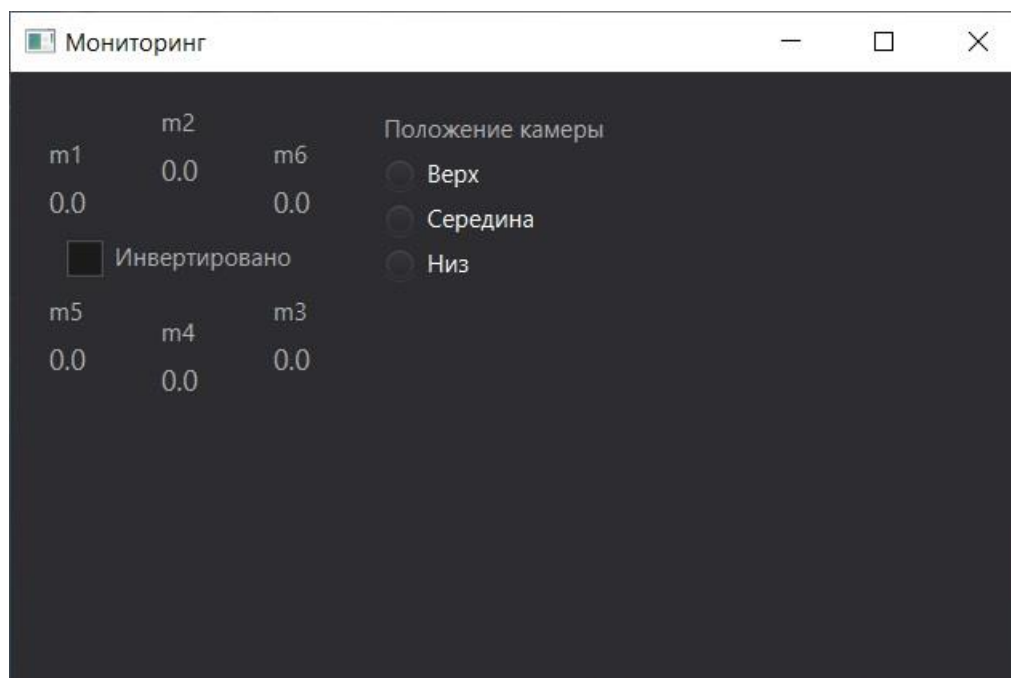 Мониторинг
m2
m1
m6
0.0
0.0
0.0
Инвертировано
m5
m3
m4
0.0
0.0
0.0
Положение камеры
Верх
Середина
Низ